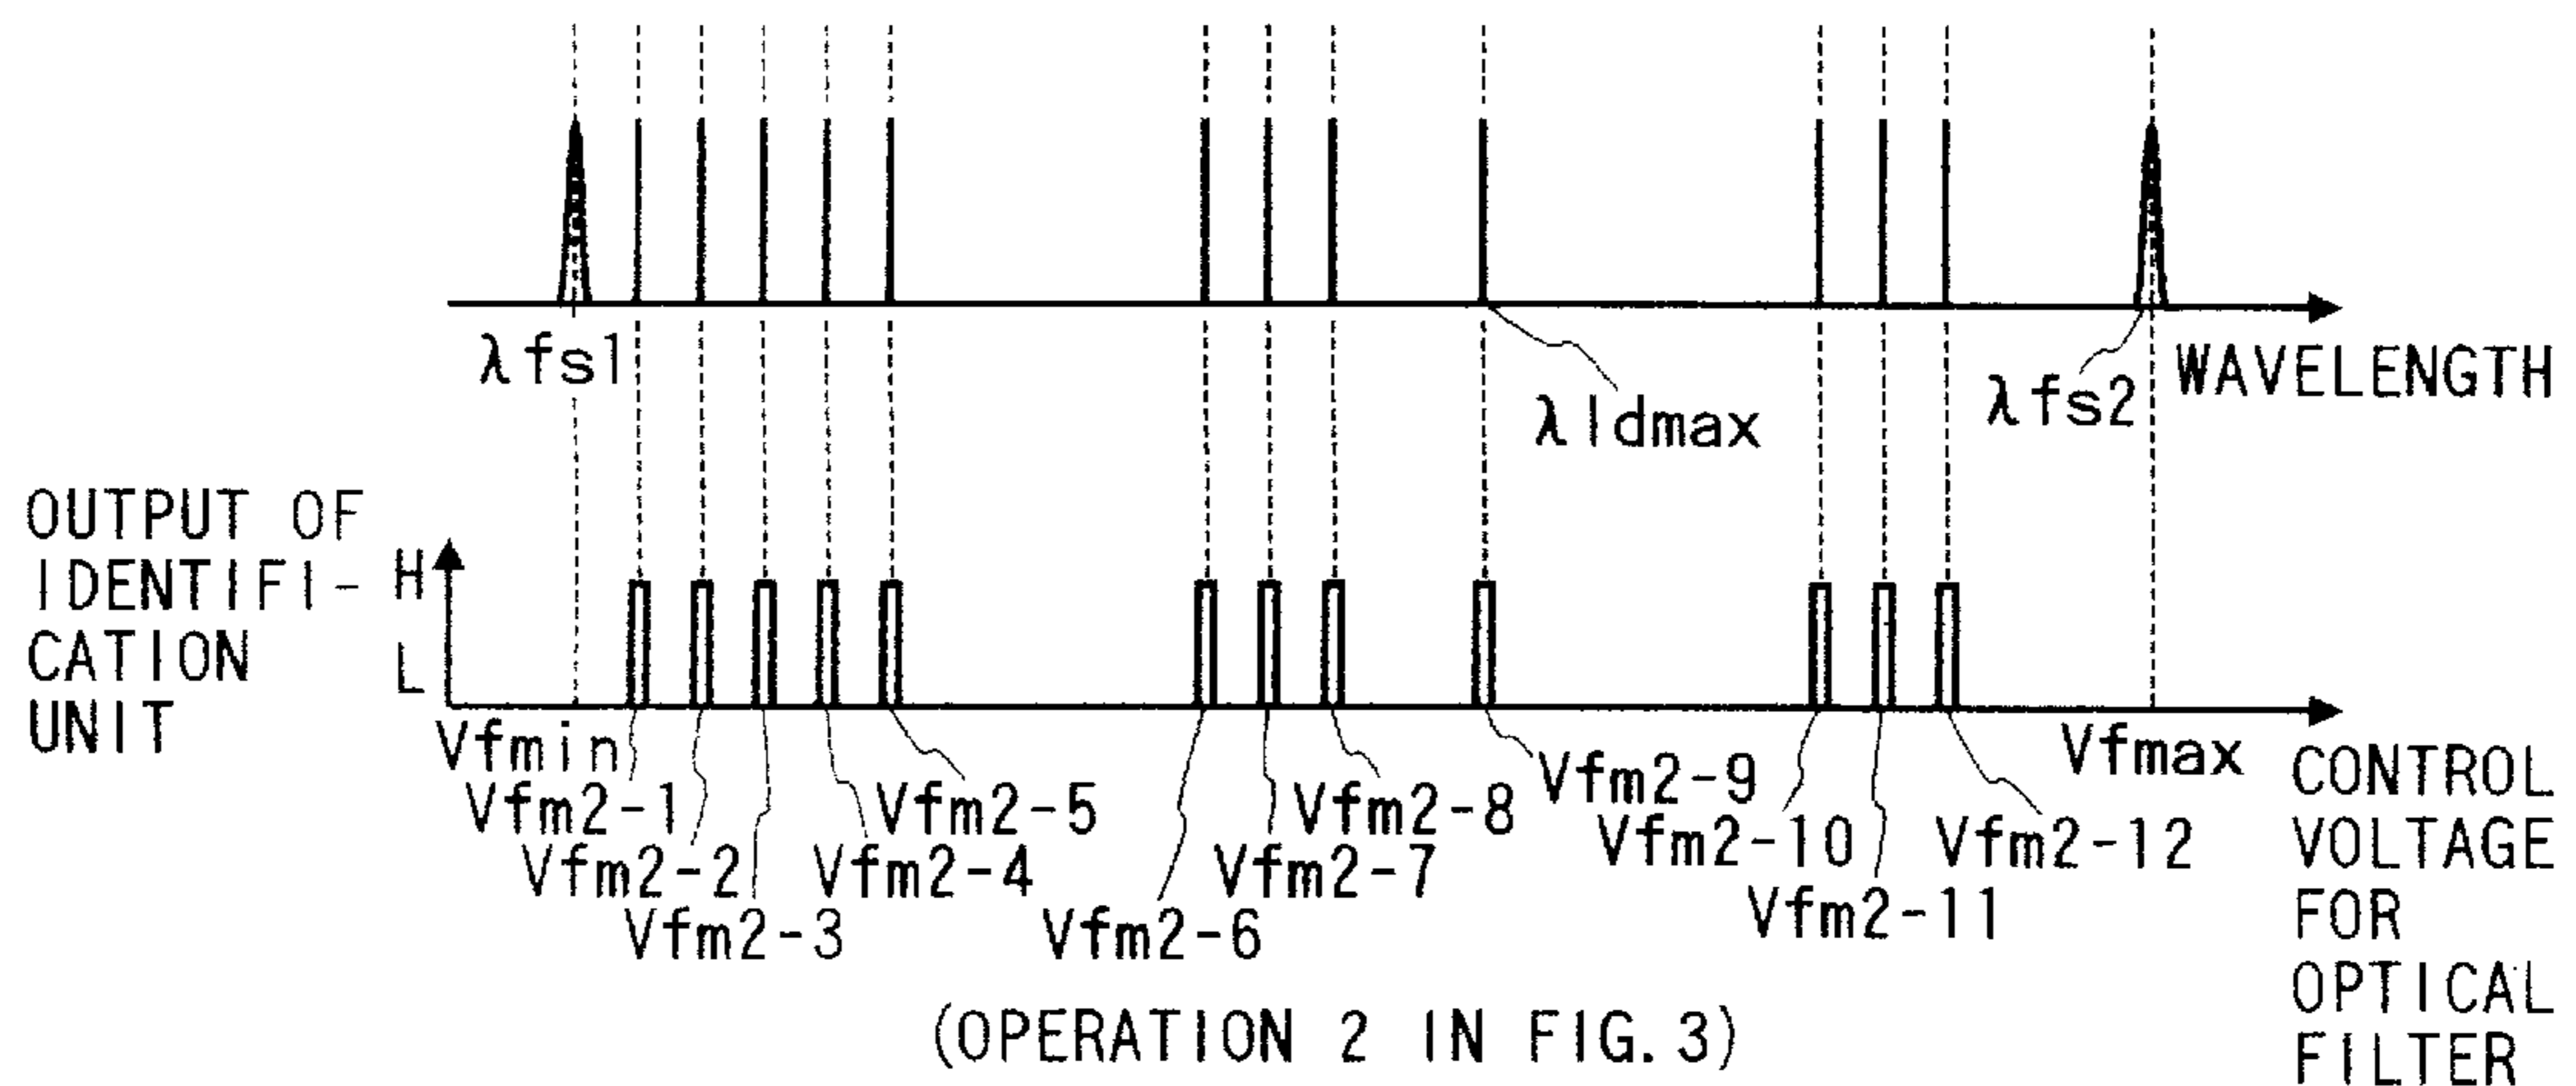 λfs1
λldmax
λfs2
WAVELENGTH
OUTPUT OF
IDENTIFI-
CATION
UNIT
H
L
Vfmin
Vfm2-1
Vfm2-2
Vfm2-3
Vfm2-4
Vfm2-5
Vfm2-6
Vfm2-7
Vfm2-8
Vfm2-9
Vfm2-10
Vfm2-11
Vfm2-12
Vfmax
CONTROL
VOLTAGE
FOR
OPTICAL
FILTER
(OPERATION 2 IN FIG. 3)